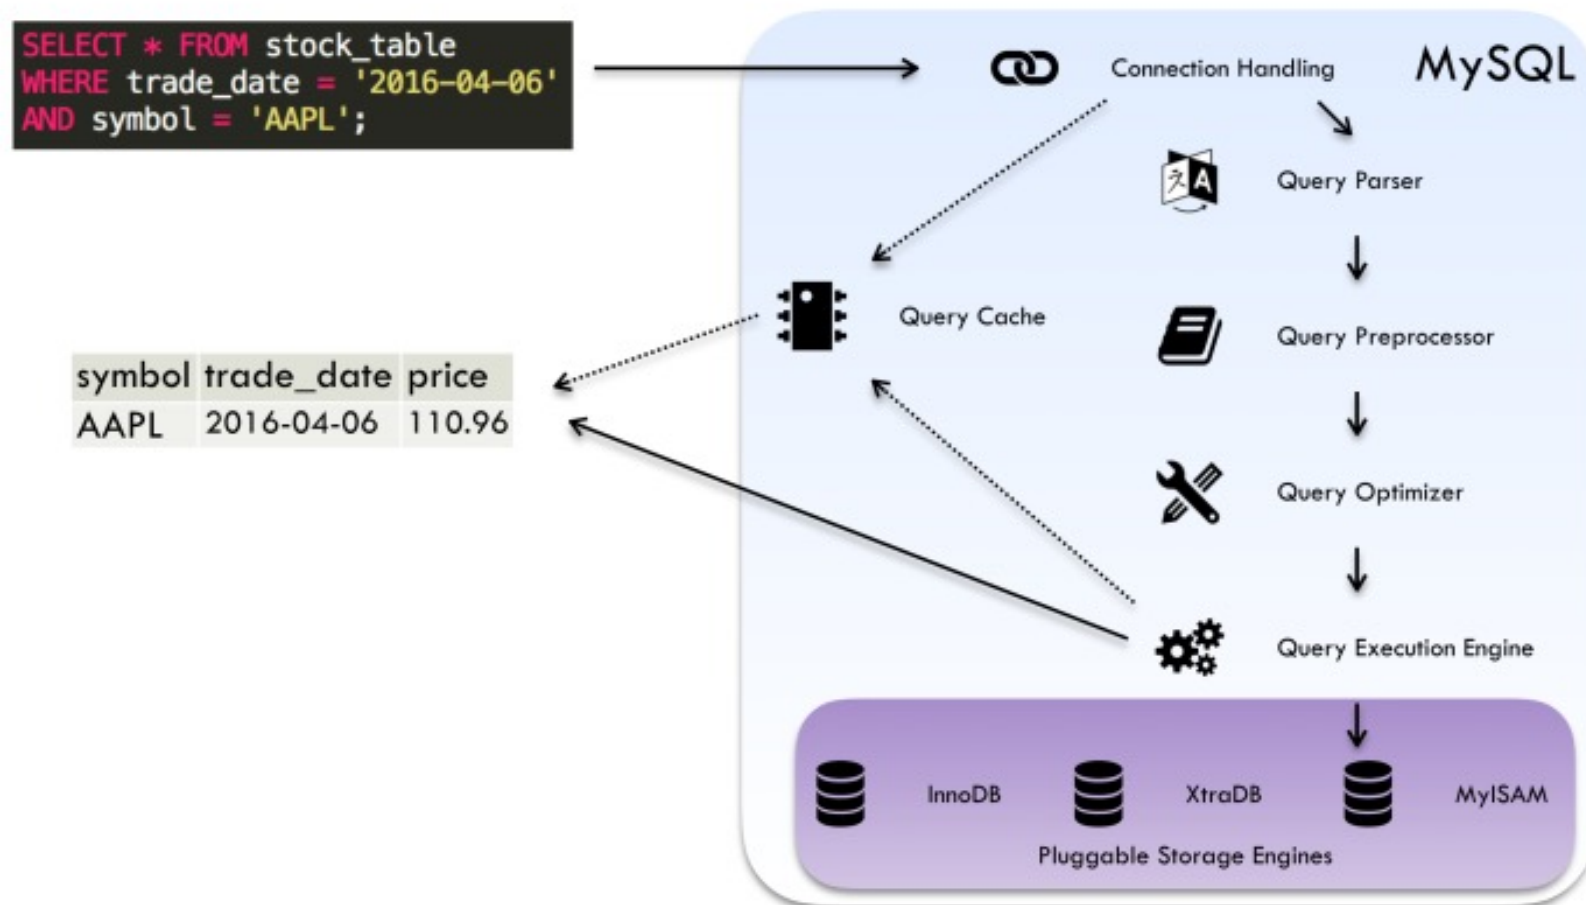 SELECT * FROM stock_table
WHERE trade_date = '2016-04-06'
AND symbol = 'AAPL';
MySQL
Connection Handling
え A
Query Parser
Query Cache
Query Preprocessor
symbol trade_date price
AAPL 2016-04-06 110.96
Query Optimizer
Query Execution Engine
InnoDB XtraDB MyISAM
Pluggable Storage Engines